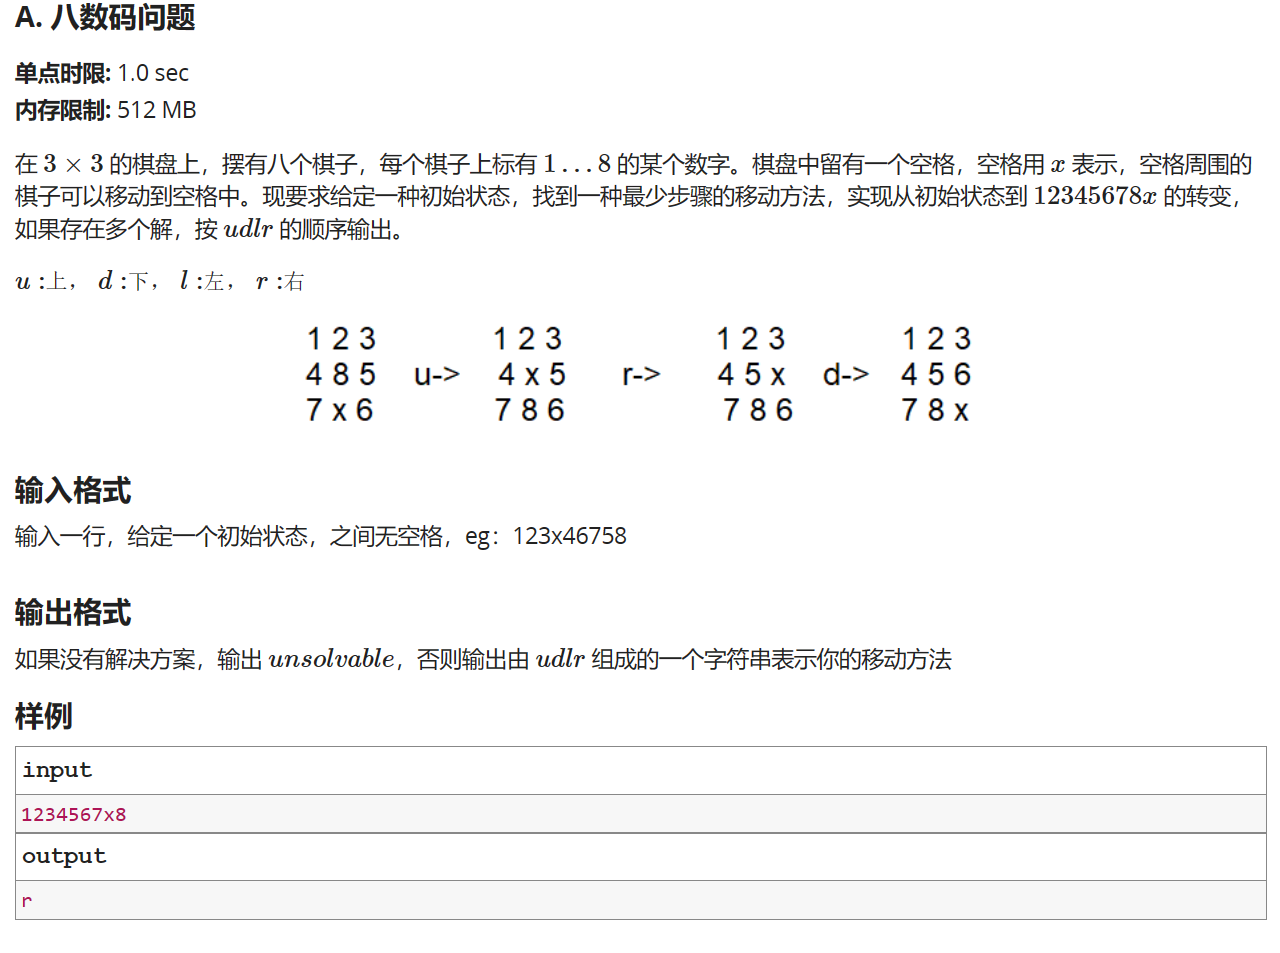 A. 八数码问题
单点时限: 1.0 sec
内存限制: 512 MB
在 3 × 3 的棋盘上，摆有八个棋子，每个棋子上标有 1 . . . 8 的某个数字。棋盘中留有一个空格，空格用 x 表示，空格周围的
棋子可以移动到空格中。现要求给定一种初始状态，找到一种最少步骤的移动方法，实现从初始状态到 12345678x 的转变，
如果存在多个解，按 udlr 的顺序输出。
u :上， d :下， l :左， r :右
1 2 3 1 2 3 1 2 3 1 2 3
4 8 5 u-> 4 x 5 r-> 4 5 x d-> 4 5 6
7 x 6 7 8 6 7 8 6 7 8 x
输入格式
输入一行，给定一个初始状态，之间无空格，eg：123x46758
输出格式
如果没有解决方案，输出 unsolvable，否则输出由 udlr 组成的一个字符串表示你的移动方法
样例
input
1234567x8
output
r